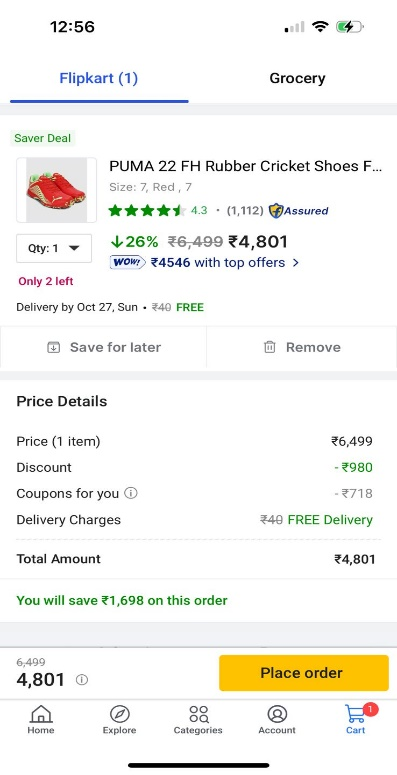 12:56
Flipkart (1) Grocery
Saver Deal
PUMA 22 FH Rubber Cricket Shoes F...
Size: 7, Red , 7
4.3 • (1,112) Assured
Qty: 1
↓26% ₹6,499 ₹4,801
WOW! ₹4546 with top offers >
Only 2 left
Delivery by Oct 27, Sun • ₹40 FREE
Save for later Remove
Price Details
Price (1 item) ₹6,499
Discount - ₹980
Coupons for you - ₹718
Delivery Charges ₹40 FREE Delivery
Total Amount ₹4,801
You will save ₹1,698 on this order
6,499
4,801
Place order
1
Home Explore Categories Account Cart